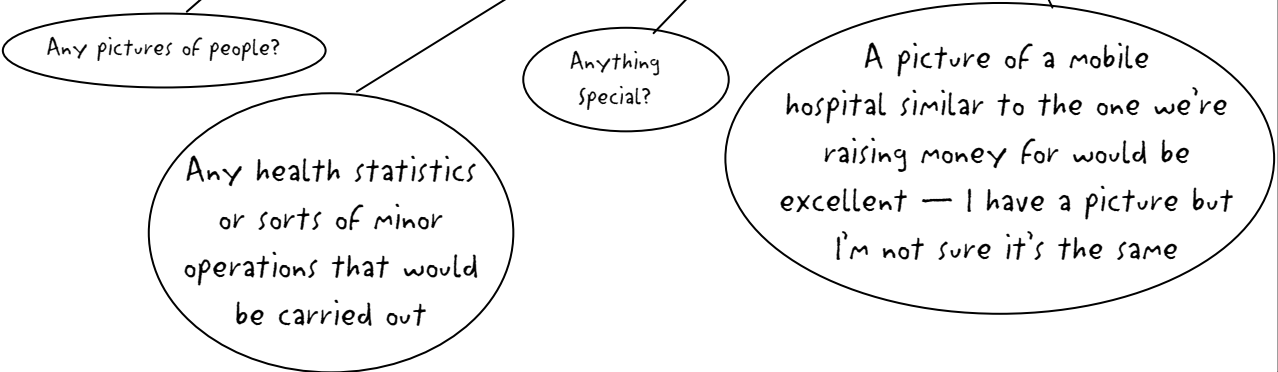 Any pictures of people?
Any health statistics
or sorts of minor
operations that would
be carried out
Anything
Special?
A picture of a mobile
hospital similar to the one we're
raising money for would be
excellent — I have a picture but
I'm not sure it's the same